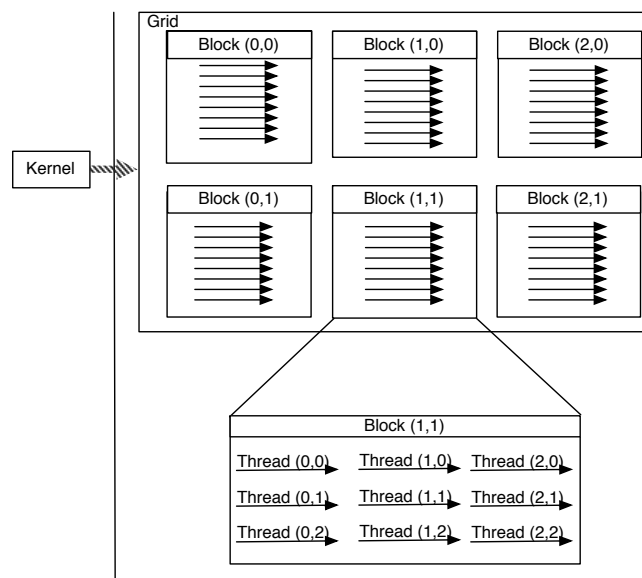 Grid
Block (0,0) Block (1,0) Block (2,0)
Kernel
Block (0,1) Block (1,1) Block (2,1)
Block (1,1)
Thread (0,0) Thread (1,0) Thread (2,0)
Thread (0,1) Thread (1,1) Thread (2,1)
Thread (0,2) Thread (1,2) Thread (2,2)